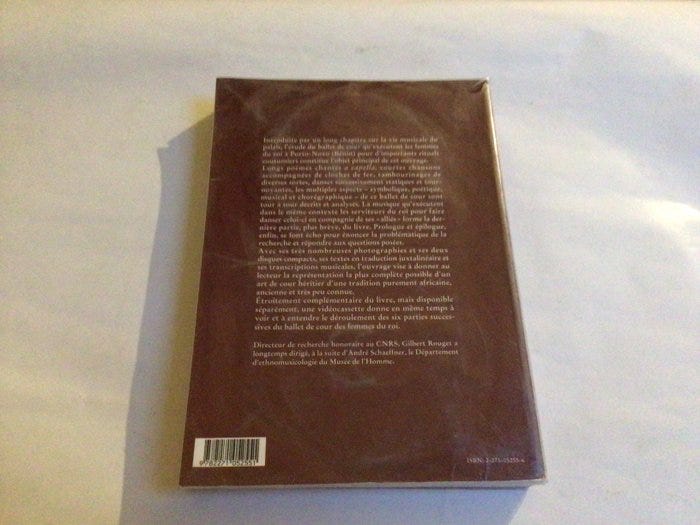 Introduite par un long chapitre sur la vie musicale du
palais, l'étude du ballet de cour qu'exécutent les femmes
du roi à Porto-Novo (Bénin) pour d'importants rituels
coutumiers constitue l'objet principal de cet ouvrage.
Longs poèmes chantés a capella, courtes chansons
accompagnées de cloches de fer, tambourinages de
diverses sortes, danses successivement statiques et tour-
noyantes, les multiples aspects – symbolique, poétique,
musical et chorégraphique – de ce ballet de cour sont
tour à tour décrits et analysés. La musique qu'exécutent
dans le même contexte les serviteurs du roi pour faire
danser celui-ci en compagnie de ses «alliés» forme la der-
nière partie, plus brève, du livre. Prologue et épilogue,
enfin, se font écho pour énoncer la problématique de la
recherche et répondre aux questions posées.
Avec ses très nombreuses photographies et ses deux
disques compacts, ses textes en traduction juxtalinéaire et
ses transcriptions musicales, l'ouvrage vise à donner au
lecteur la représentation la plus complète possible d'un
art de cour héritier d'une tradition purement africaine,
ancienne et très peu connue.
Étroitement complémentaire du livre, mais disponible
séparément, une vidéocassette donne en même temps à
voir et à entendre le déroulement des six parties succes-
sives du ballet de cour des femmes du roi.
Directeur de recherche honoraire au CNRS, Gilbert Rouget a
longtemps dirigé, à la suite d'André Schaeffner, le Département
d'ethnomusicologie du Musée de l'Homme.
9782271052551
ISBN: 2-271-05255-x